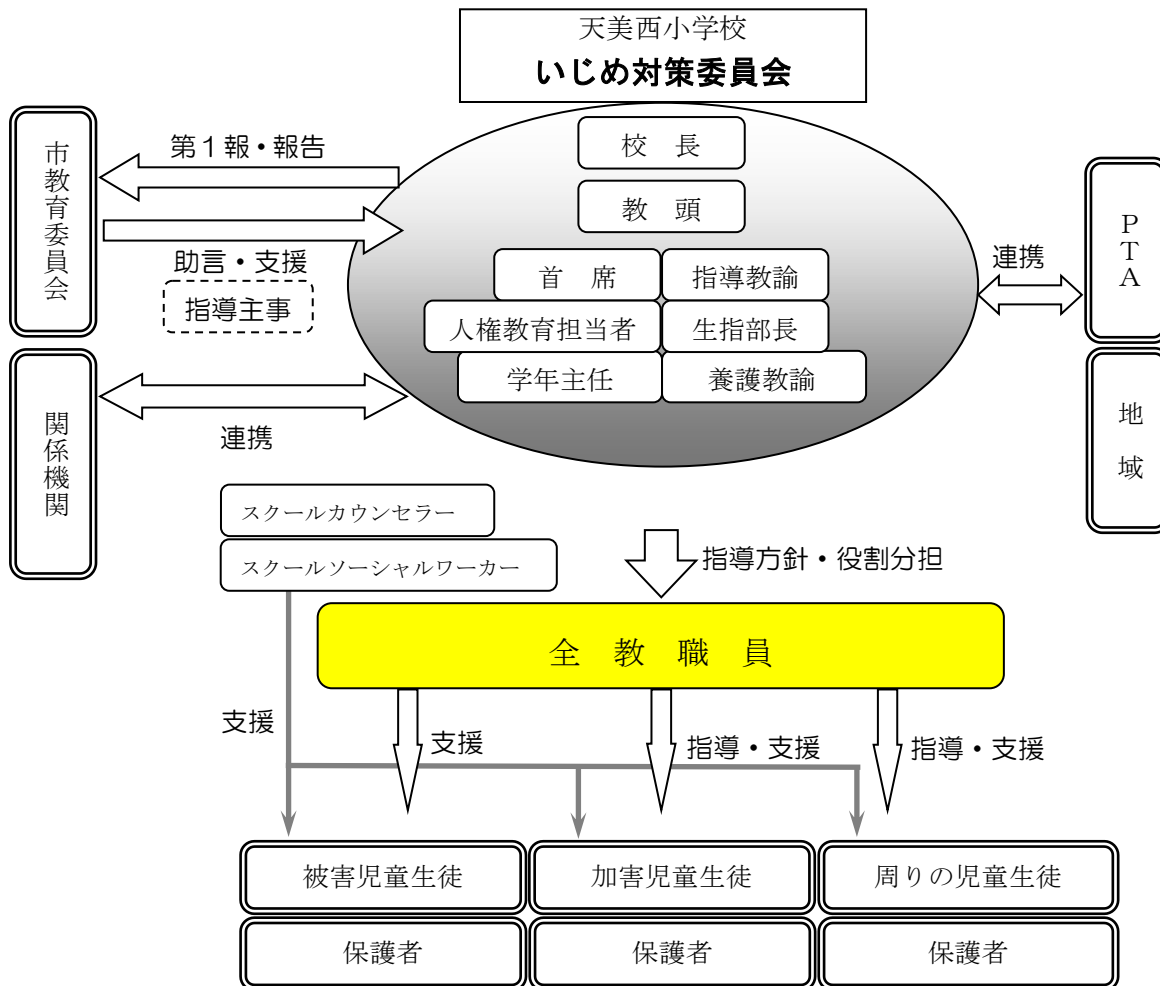 天美西小学校
いじめ対策委員会
校　長
教　頭
首　席
指導教諭
人権教育担当者
生指部長
学年主任
養護教諭
市教育委員会
第１報・報告
助言・支援
指導主事
関係機関
連携
連携
ＰＴＡ
地　域
スクールカウンセラー
スクールソーシャルワーカー
指導方針・役割分担
全　教　職　員
支援
支援
指導・支援
指導・支援
被害児童生徒
加害児童生徒
周りの児童生徒
保護者
保護者
保護者